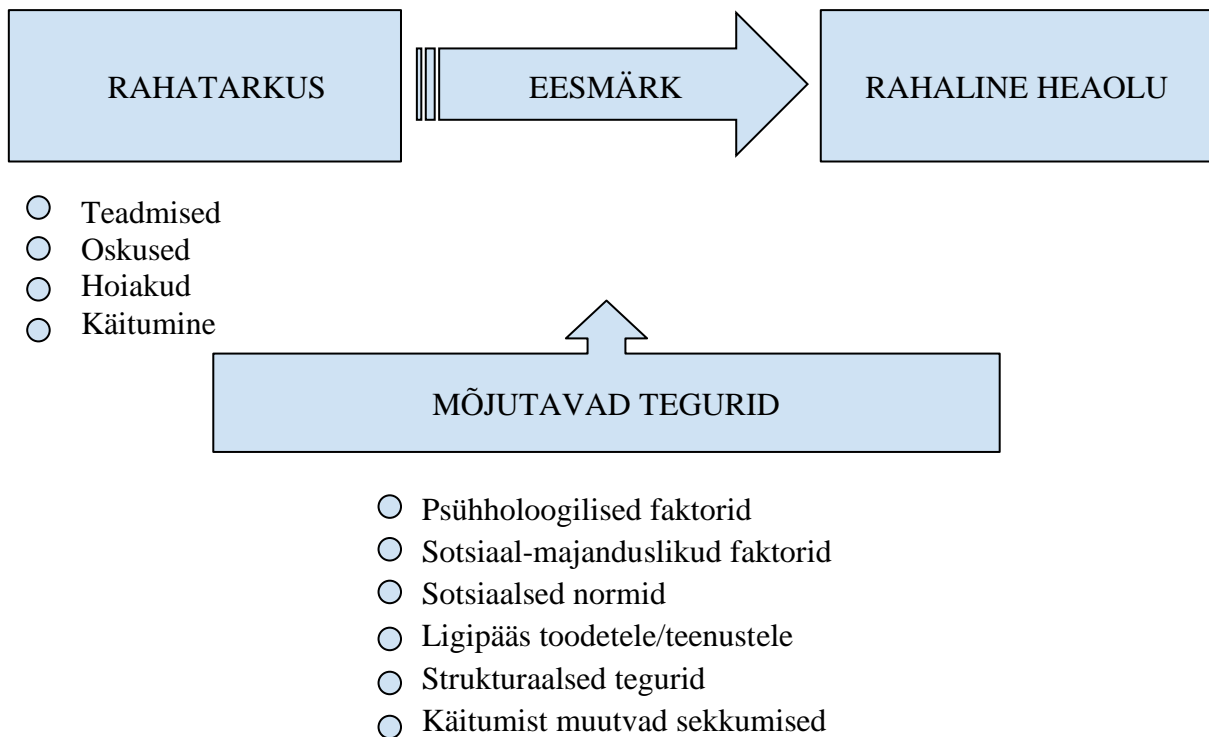 RAHATARKUS
EESMÄRK
RAHALINE HEAOLU
Teadmised
Oskused
Hoiakud
Käitumine
MÕJUTAVAD TEGURID
Psühholoogilised faktorid
Sotsiaal-majanduslikud faktorid
Sotsiaalsed normid
Ligipääs toodetele/teenustele
Strukturaalsed tegurid
Käitumist muutvad sekkumised